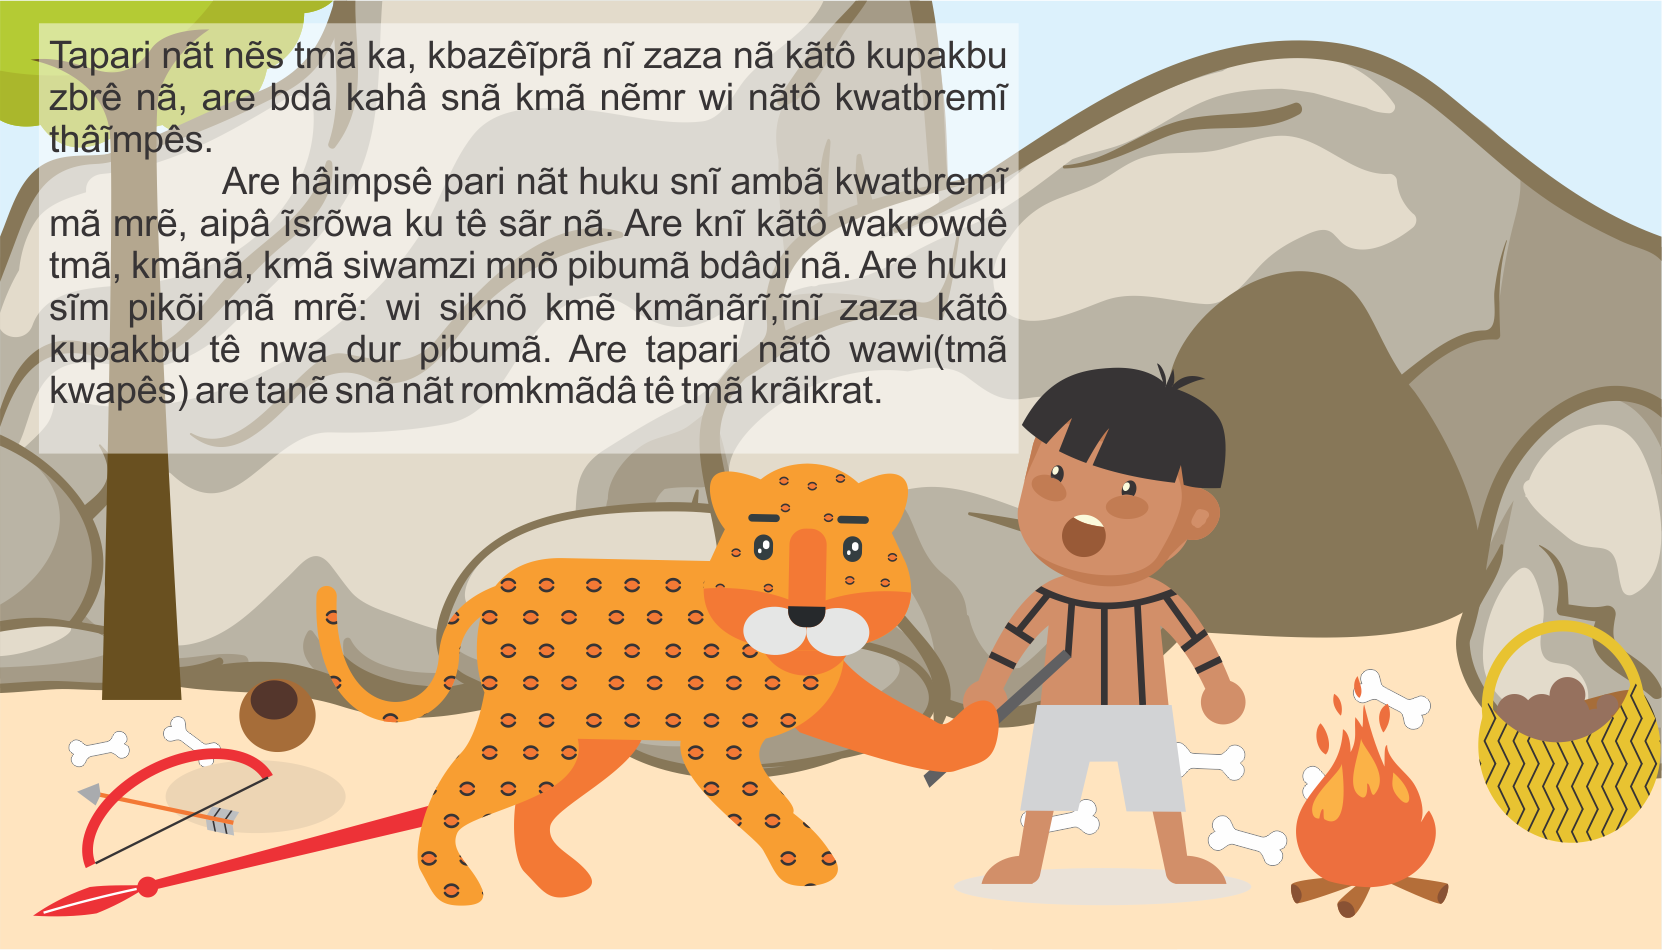 Tapari nãt nẽs tmã ka, kbazêĩprã nĩ zaza nã kãtô kupakbu
zbrê nã, are bdâ kahâ snã kmã nẽmr wi nãtô kwatbremĩ
thâĩmpês.
Are hâimpsê pari nãt huku snĩ ambã kwatbremĩ
mã mrẽ, aipâ ĩsrõwa ku tê sãr nã. Are knĩ kãtô wakrowdê
tmã, kmãnã, kmã siwamzi mnõ pibumã bdâdi nã. Are huku
sĩm pikõi mã mrẽ: wi siknõ kmẽ kmãnãrĩ,ĩnĩ zaza kãtô
kupakbu tê nwa dur pibumã. Are tapari nãtô wawi(tmã
kwapês) are tanẽ snã nãt romkmãdâ tê tmã krãikrat.